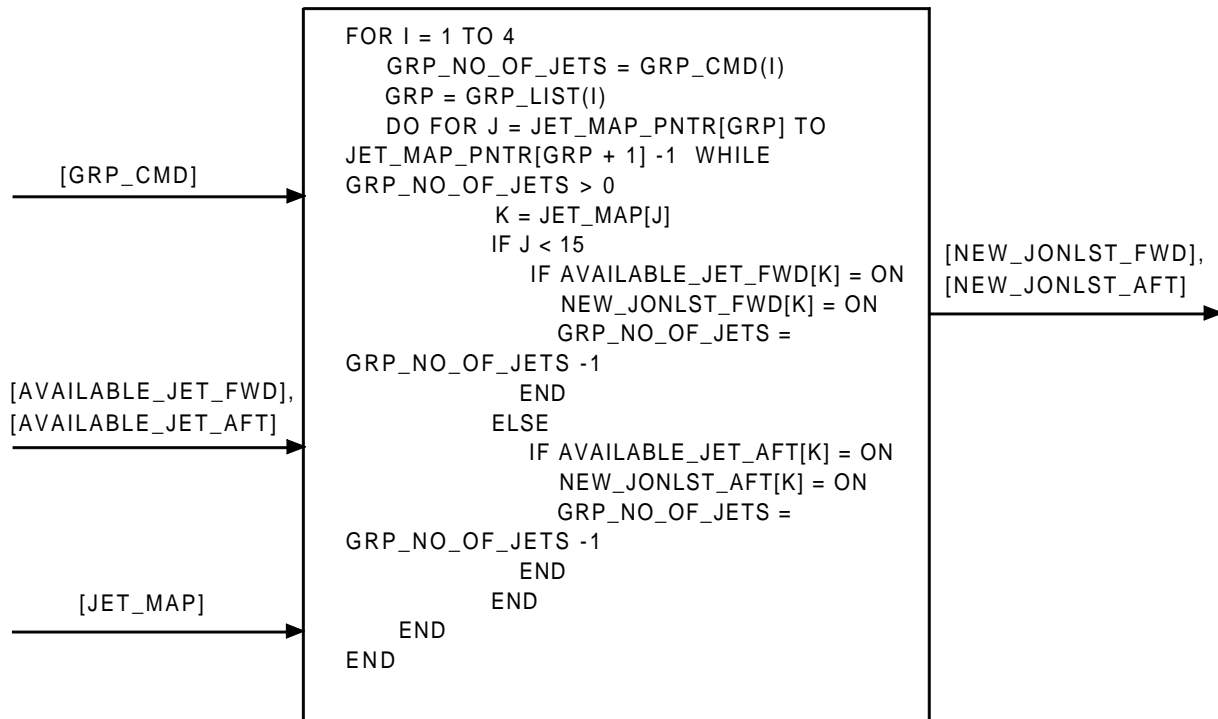 FOR I = 1 TO 4
GRP_NO_OF_JETS = GRP_CMD(I)
GRP = GRP_LIST(I)
DO FOR J = JET_MAP_PNTR[GRP] TO
JET_MAP_PNTR[GRP + 1] -1 WHILE
GRP_NO_OF_JETS > 0
K = JET_MAP[J]
IF J < 15
IF AVAILABLE_JET_FWD[K] = ON
NEW_JONLST_FWD[K] = ON
GRP_NO_OF_JETS =
GRP_NO_OF_JETS -1
END
ELSE
IF AVAILABLE_JET_AFT[K] = ON
NEW_JONLST_AFT[K] = ON
GRP_NO_OF_JETS =
GRP_NO_OF_JETS -1
END
END
END
END
[GRP_CMD]
[AVAILABLE_JET_FWD],
[AVAILABLE_JET_AFT]
[JET_MAP]
[NEW_JONLST_FWD],
[NEW_JONLST_AFT]